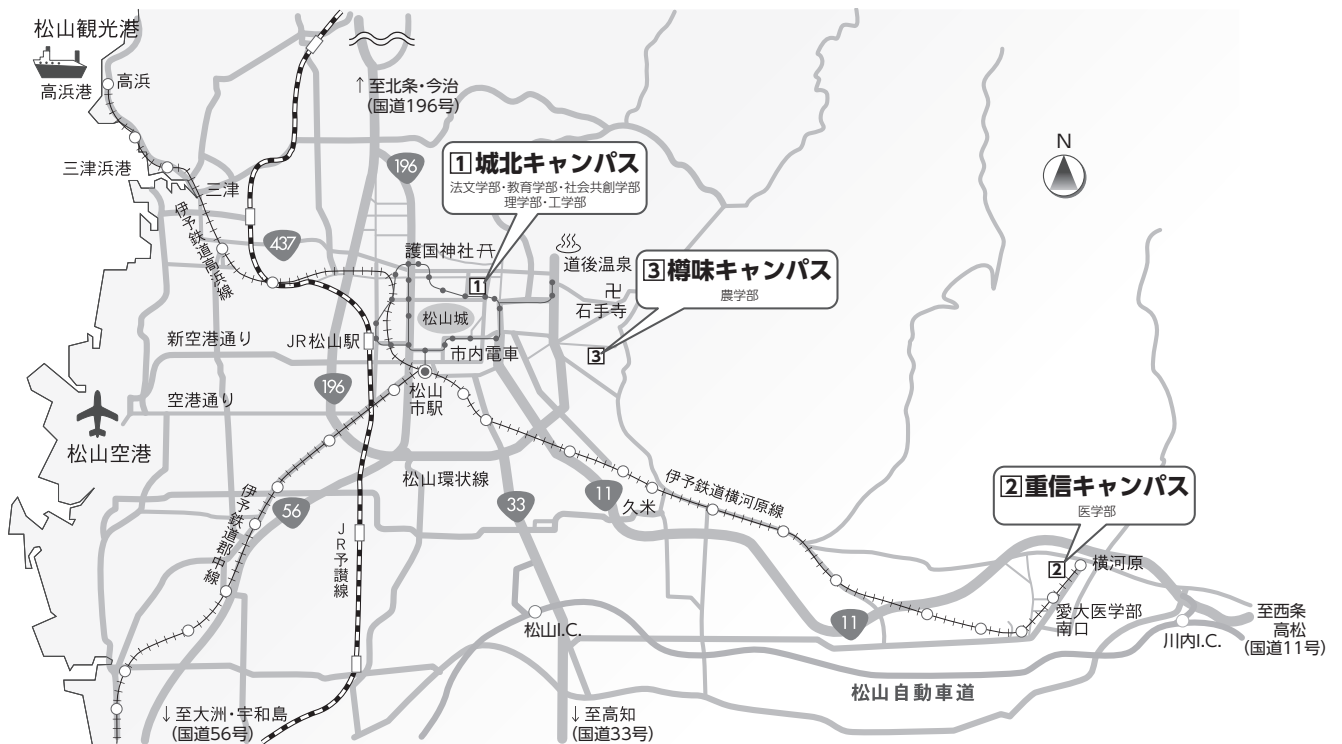 松山観光港
高浜港
高浜
↑至北条・今治
(国道196号)
三津浜港
三津
伊予鉄道高浜線
196
437
1 城北キャンパス
法文学部・教育学部・社会共創学部
理学部・工学部
N
護国神社
1
道後温泉
卍
石手寺
3 樽味キャンパス
農学部
3
松山城
新空港通り
JR松山駅
市内電車
196
空港通り
松山
市駅
松山空港
松山環状線
伊予鉄道横河原線
56
33
11
久米
伊予鉄道郡中線
JR予讃線
2 重信キャンパス
医学部
2
横河原
愛大医学部
南口
11
松山I.C.
川内I.C.
至西条
高松
(国道11号)
松山自動車道
↓至大洲・宇和島
(国道56号)
↓至高知
(国道33号)